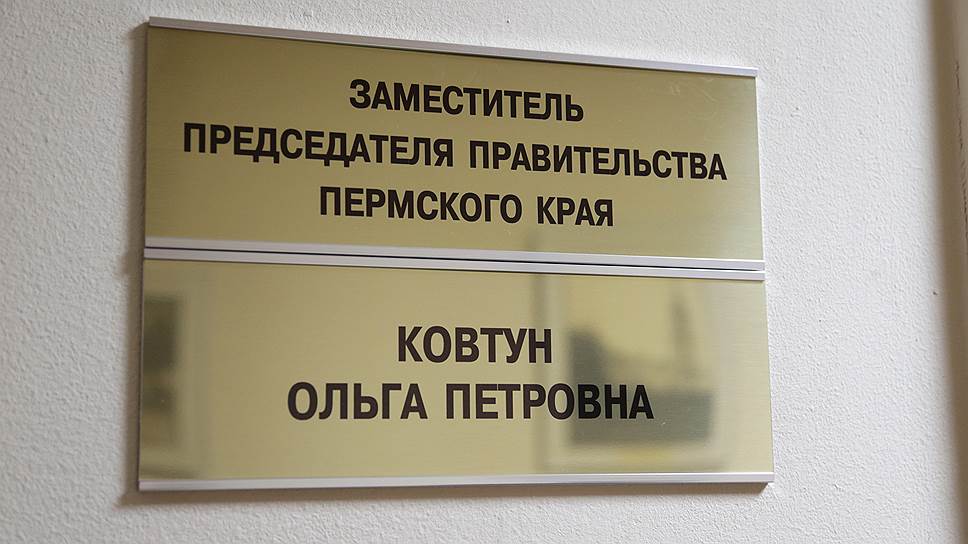 ЗАМЕСТИТЕЛЬ
ПРЕДСЕДАТЕЛЯ ПРАВИТЕЛЬСТВА
ПЕРМСКОГО КРАЯ
КОВТУН
ОЛЬГА ПЕТРОВНА